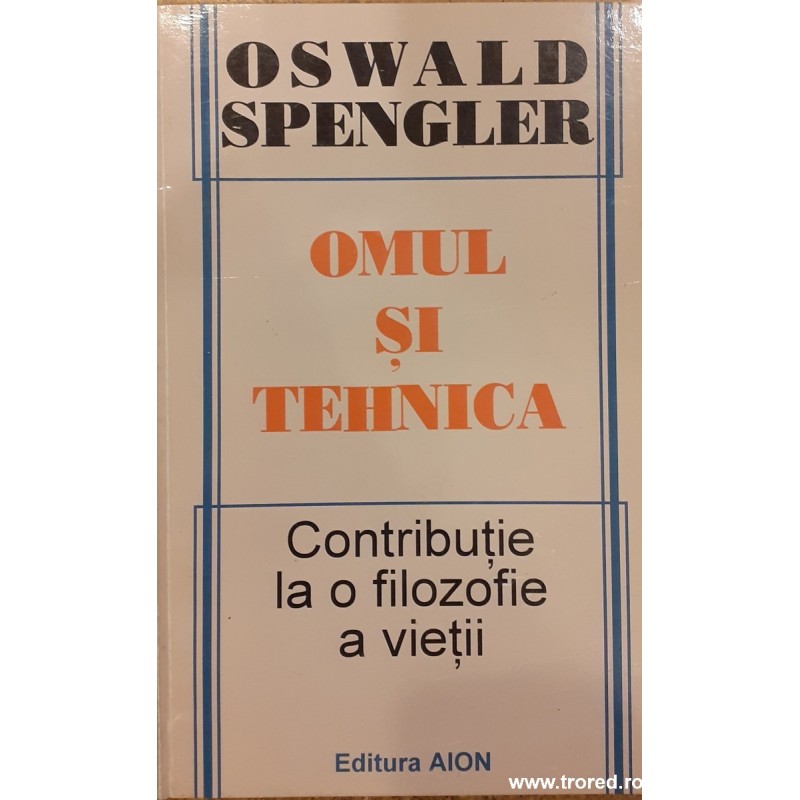 OSWALD
SPENGLER
OMUL
ȘI
TEHNICA
Contribuție
la o filozofie
a vieții
Editura AION
www.trored.ro